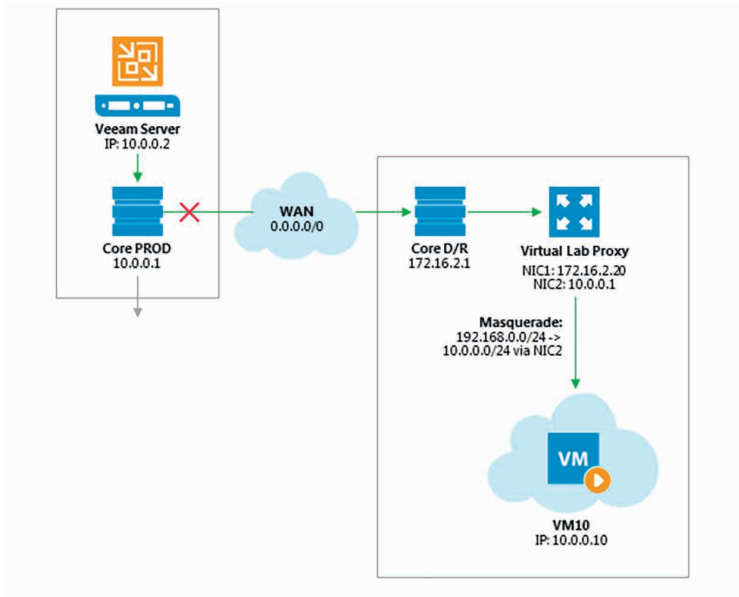 Veeam Server
IP: 10.0.0.2
Core PROD
10.0.0.1
WAN
0.0.0.0/0
Core D/R
172.16.2.1
Virtual Lab Proxy
NIC1: 172.16.2.20
NIC2: 10.0.0.1
Masquerade:
192.168.0.0/24 ->
10.0.0.0/24 via NIC2
VM
VM10
IP: 10.0.0.10